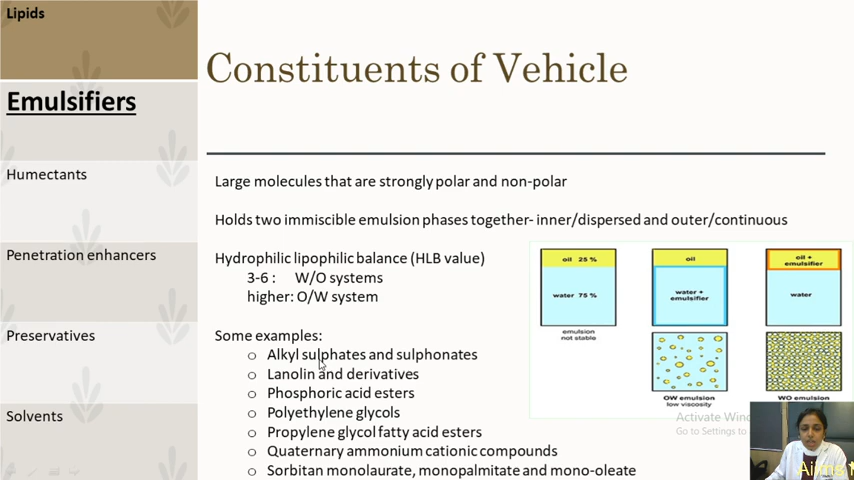 Lipids
Constituents of Vehicle
Emulsifiers
Humectants
Penetration enhancers
Preservatives
Solvents
Large molecules that are strongly polar and non-polar
Holds two immiscible emulsion phases together- inner/dispersed and outer/continuous
Hydrophilic lipophilic balance (HLB value)
3-6 : W/O systems
higher: O/W system
Some examples:
o Alkyl sulphates and sulphonates
o Lanolin and derivatives
o Phosphoric acid esters
o Polyethylene glycols
o Propylene glycol fatty acid esters
o Quaternary ammonium cationic compounds
o Sorbitan monolaurate, monopalmitate and mono-oleate
oil 25 %
water 75 %
emulsion
not stable
oil
water +
emulsifier
OW emulsion
low viscosity
oil +
emulsifier
water
WO emulsion
Activate
Go to Settings to